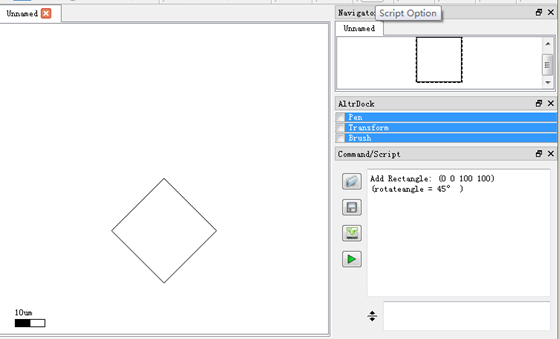 Unnamed
Navigato
Script Option
Unnamed
AltrDock
Pen
Transform
Brush
Command/Script
Add Rectangle: (0 0 100 100)
(rotateangle = 45° )
10um